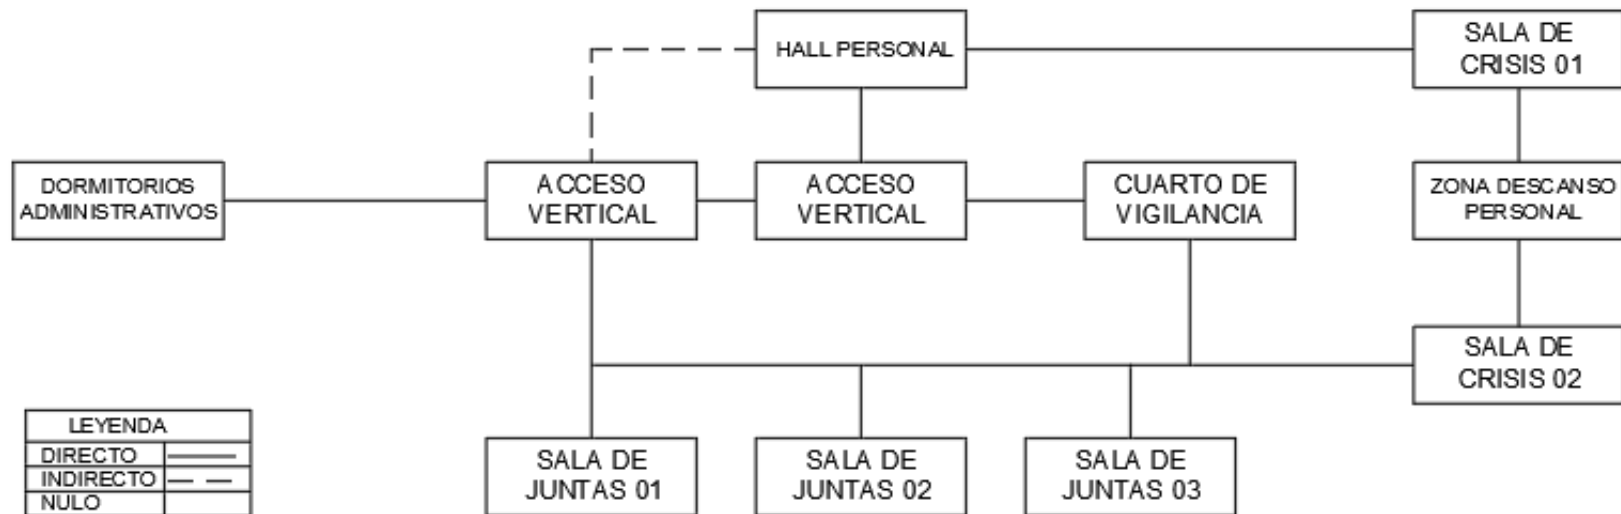 HALL PERSONAL
SALA DE
CRISIS 01
DORMITORIOS
ADMINISTRATIVOS
ACCESO
VERTICAL
ACCESO
VERTICAL
CUARTO DE
VIGILANCIA
ZONA DESCANSO
PERSONAL
SALA DE
CRISIS 02
LEYENDA
DIRECTO
INDIRECTO
NULO
SALA DE
JUNTAS 01
SALA DE
JUNTAS 02
SALA DE
JUNTAS 03